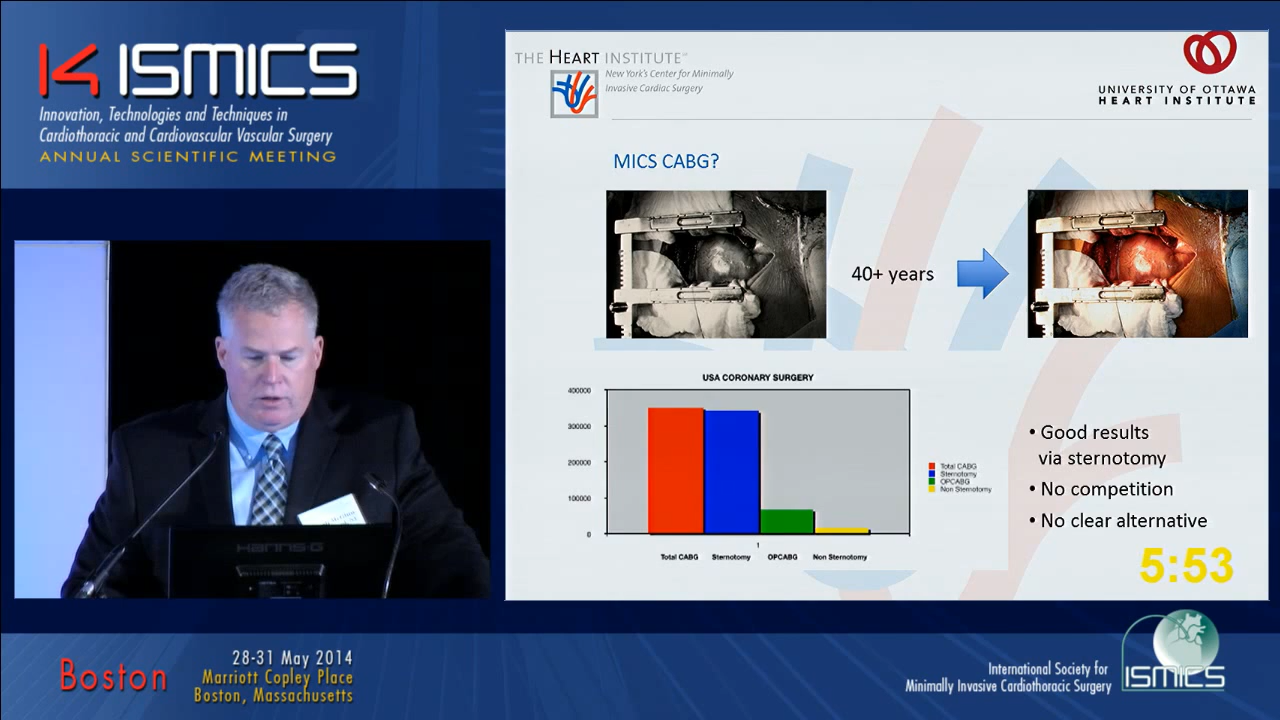 14 ISMICS
Innovation, Technologies and Techniques in
Cardiothoracic and Cardiovascular Vascular Surgery
ANNUAL SCIENTIFIC MEETING
THE HEART INSTITUTE™
New York's Center for Minimally
Invasive Cardiac Surgery
UNIVERSITY OF OTTAWA
HEART INSTITUTE
MICS CABG?
40+ years
USA CORONARY SURGERY
400000
300000
200000
100000
0
1
Total CABG
Sternotomy
OPCABG
Non Sternotomy
Total CABG
Sternotomy
OPCABG
Non Sternotomy
• Good results
via sternotomy
• No competition
• No clear alternative
5:53
HANNS-G
Boston
28-31 May 2014
Marriott Copley Place
Boston, Massachusetts
International Society for
Minimally Invasive Cardiothoracic Surgery
ISMICS